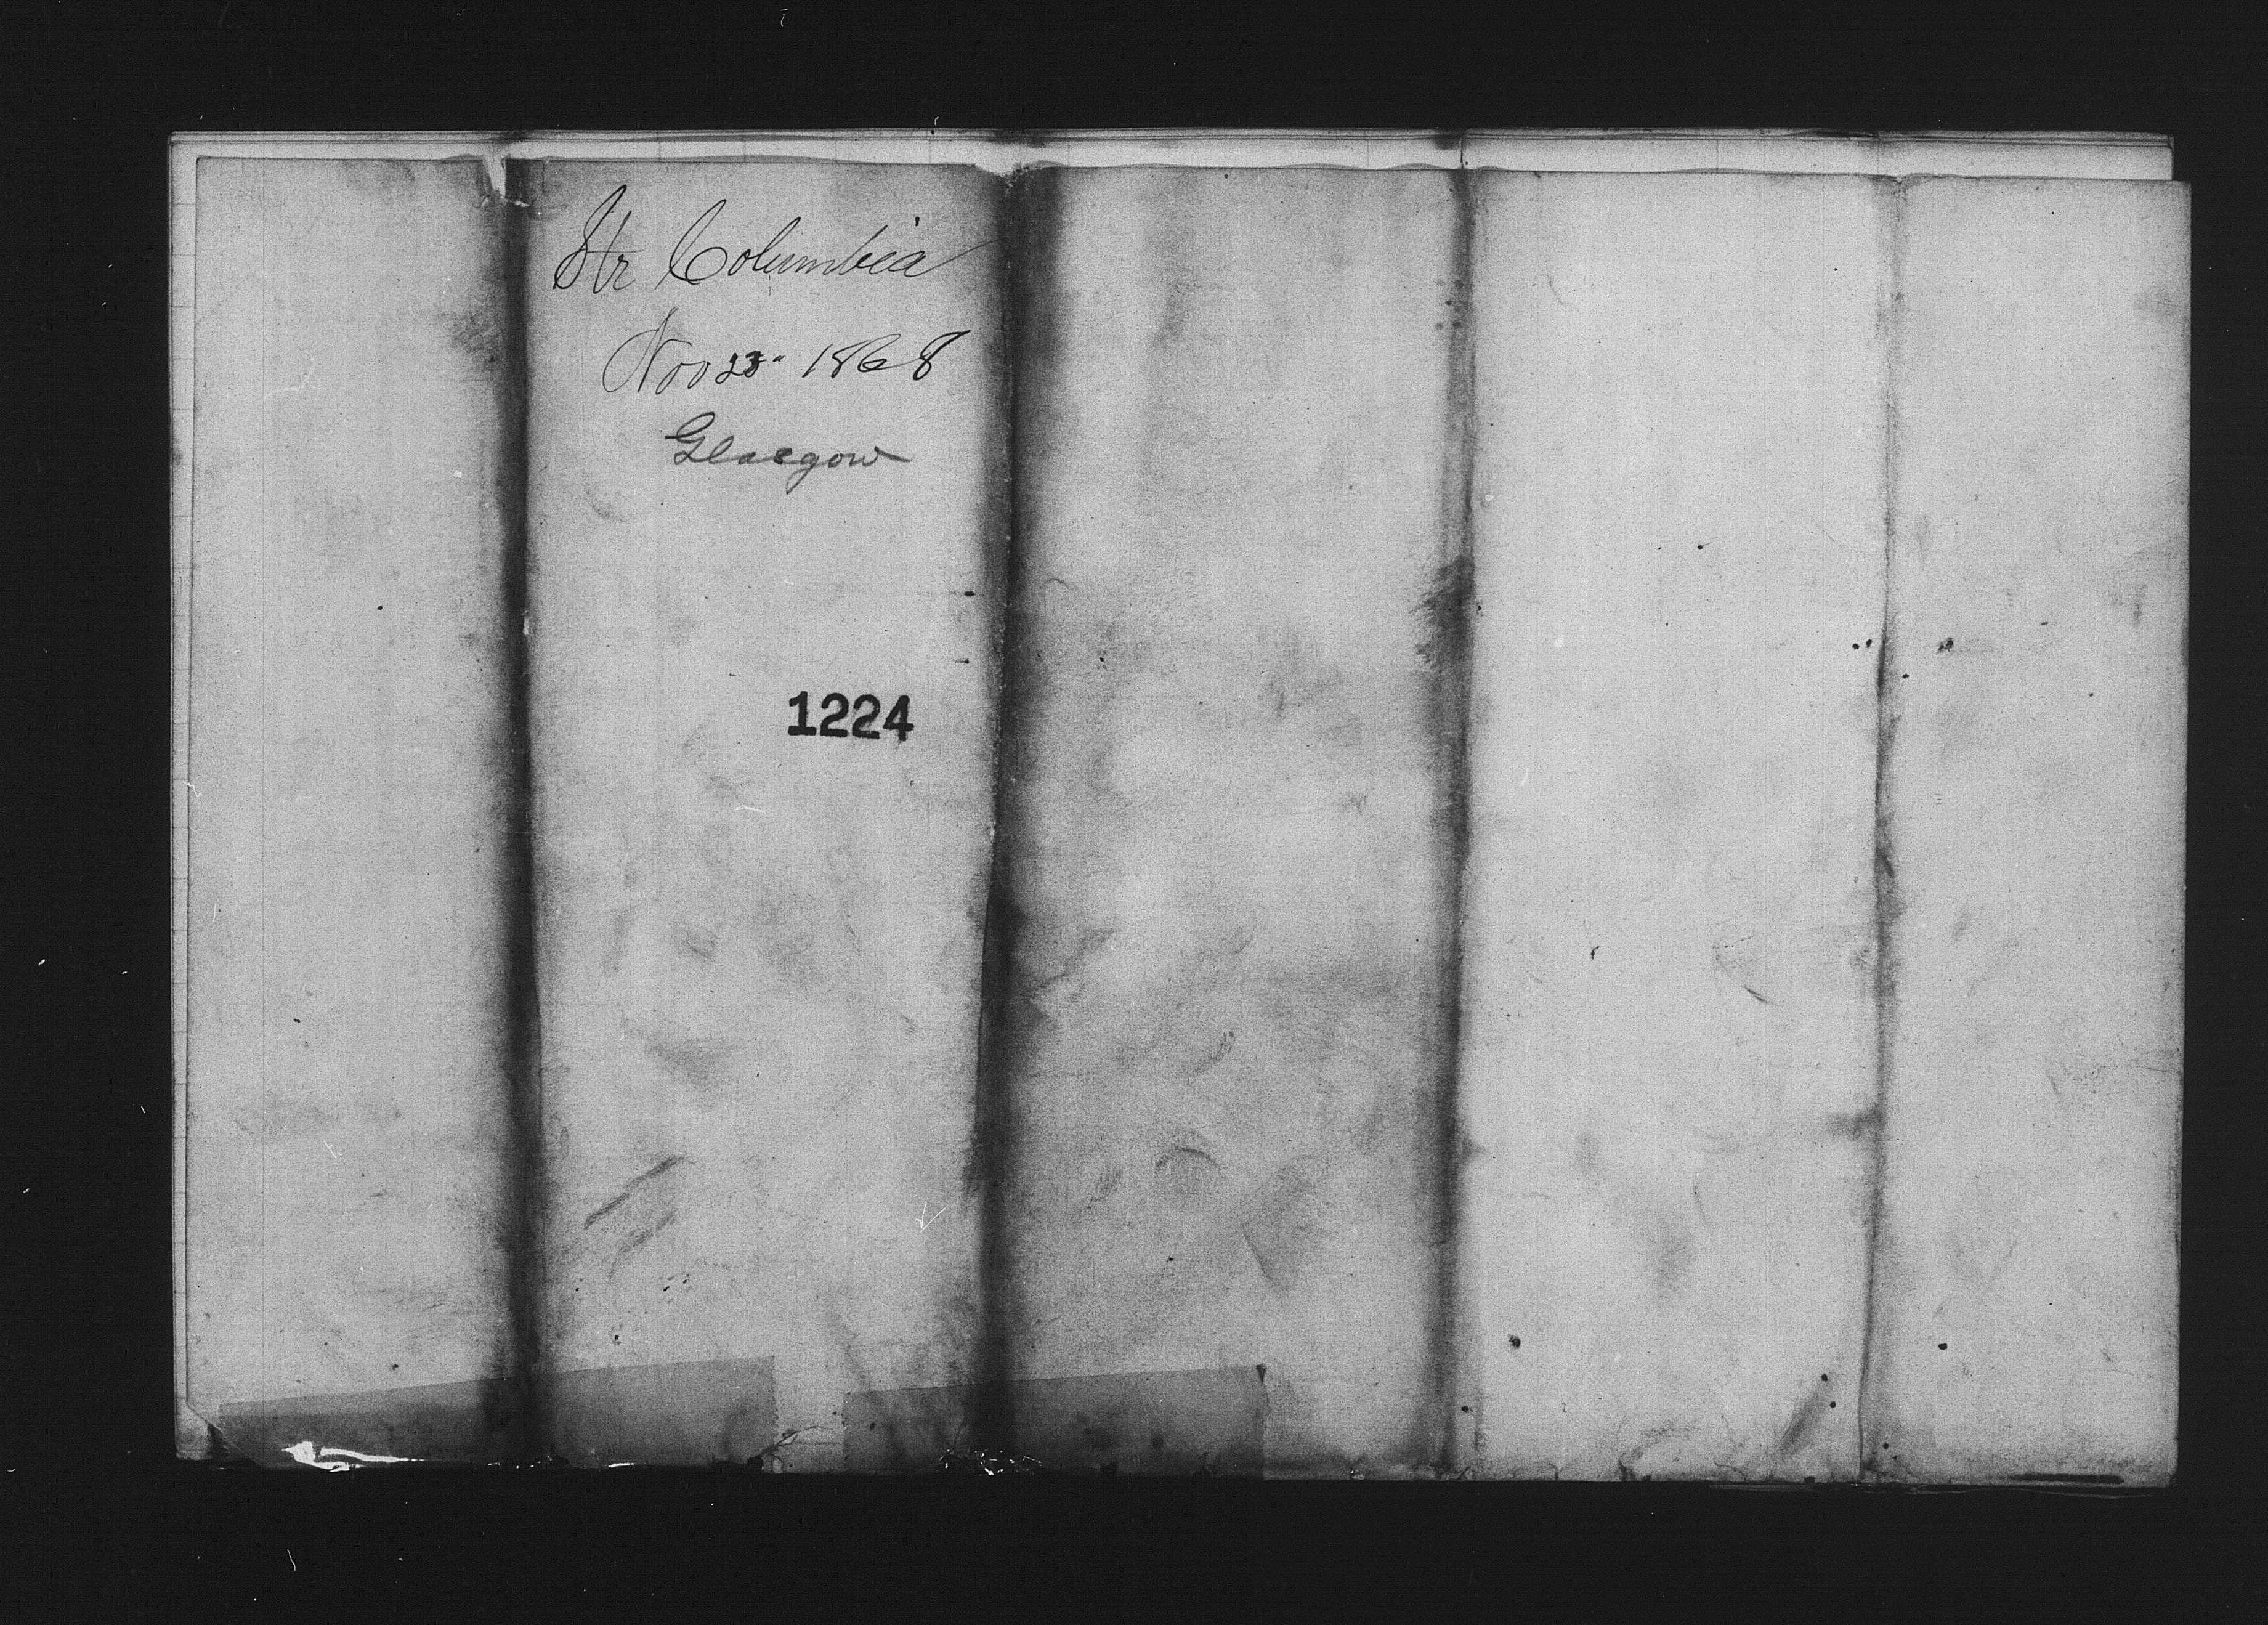 Str Columbia
Nov 23 1868
Glasgow
1224